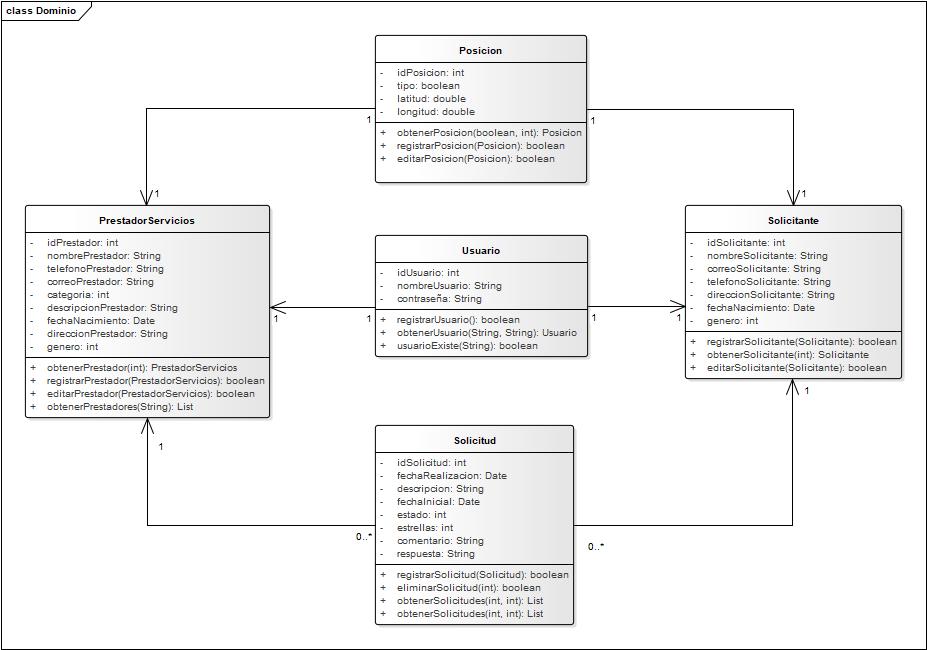 class Dominio
Posicion
- idPosicion: int
- tipo: boolean
- latitud: double
- longitud: double
+ obtenerPosicion(boolean, int): Posicion
+ registrarPosicion(Posicion): boolean
+ editarPosicion(Posicion): boolean
1
1
1
1
PrestadorServicios
- idPrestador: int
- nombrePrestador: String
- telefonoPrestador: String
- correoPrestador: String
- categoria: int
- descripcionPrestador: String
- fechaNacimiento: Date
- direccionPrestador: String
- genero: int
+ obtenerPrestador(int): PrestadorServicios
+ registrarPrestador(PrestadorServicios): boolean
+ editarPrestador(PrestadorServicios): boolean
+ obtenerPrestadores(String): List
Usuario
- idUsuario: int
- nombreUsuario: String
- contraseña: String
+ registrarUsuario(): boolean
+ obtenerUsuario(String, String): Usuario
+ usuarioExiste(String): boolean
1
1
1
1
Solicitante
- idSolicitante: int
- nombreSolicitante: String
- correoSolicitante: String
- telefonoSolicitante: String
- direccionSolicitante: String
- fechaNacimiento: Date
- genero: int
+ registrarSolicitante(Solicitante): boolean
+ obtenerSolicitante(int): Solicitante
+ editarSolicitante(Solicitante): boolean
1
1
Solicitud
- idSolicitud: int
- fechaRealizacion: Date
- descripcion: String
- fechaInicial: Date
- estado: int
- estrellas: int
- comentario: String
- respuesta: String
+ registrarSolicitud(Solicitud): boolean
+ eliminarSolicitud(int): boolean
+ obtenerSolicitudes(int, int): List
+ obtenerSolicitudes(int, int): List
0..*
0..*